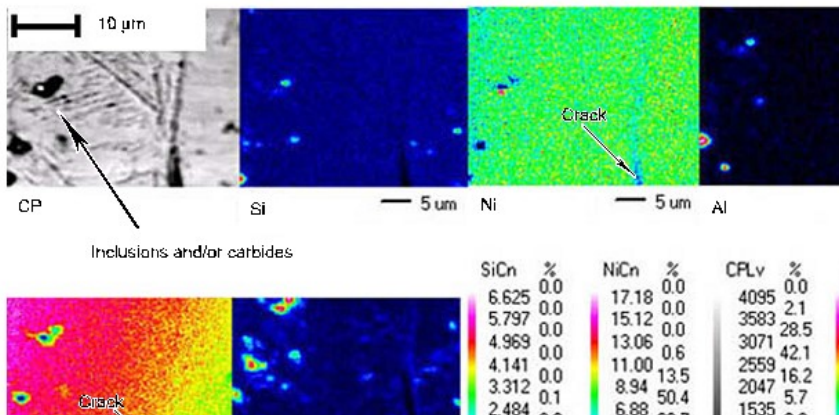 10 µm
Crack
CP
Si
5 um
Ni
5 um
Al
Inclusions and/or carbides
SiCn % NiCn % CPLv %
6.625 0.0 17.18 0.0 4095 0.0
5.797 0.0 15.12 0.0 3583 2.1
4.969 0.0 13.06 0.0 3071 28.5
4.141 0.0 11.00 0.6 2559 42.1
3.312 0.0 8.94 13.5 2047 16.2
2.484 0.1 6.88 50.4 1535 5.7
Crack